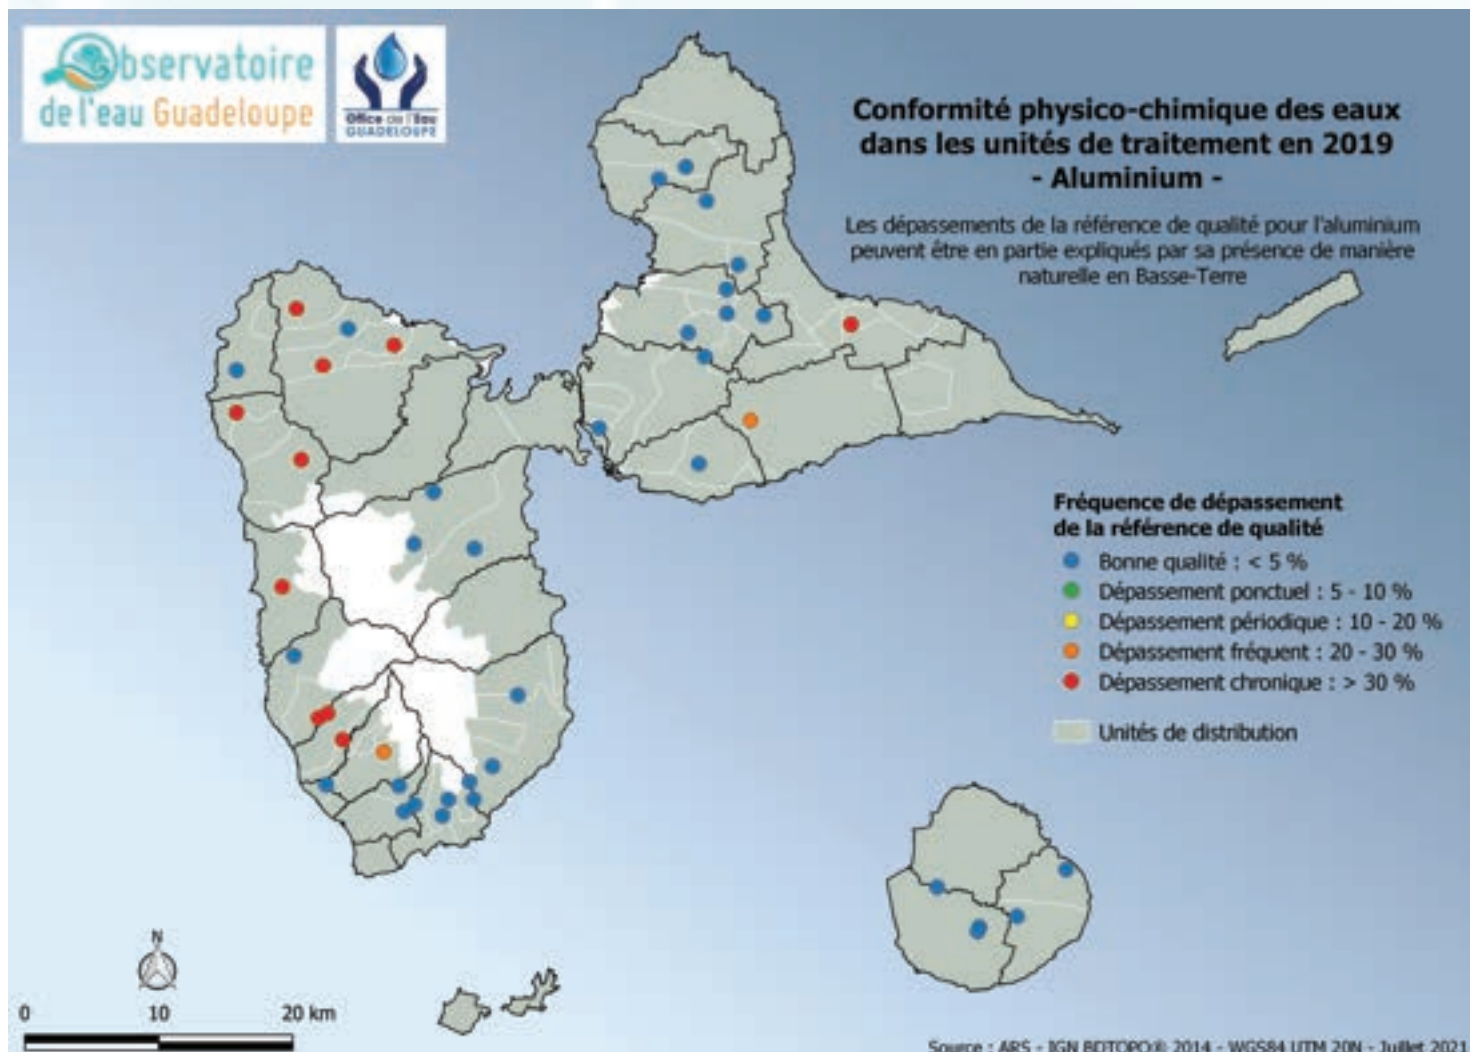 Observatoire
de l'eau Guadeloupe
Office de l'Eau
GUADELOUPE
Conformité physico-chimique des eaux
dans les unités de traitement en 2019
- Aluminium -
Les dépassements de la référence de qualité pour l'aluminium
peuvent être en partie expliqués par sa présence de manière
naturelle en Basse-Terre
Fréquence de dépassement
de la référence de qualité
Bonne qualité : < 5 %
Dépassement ponctuel : 5 - 10 %
Dépassement périodique : 10 - 20 %
Dépassement fréquent : 20 - 30 %
Dépassement chronique : > 30 %
Unités de distribution
N
0 10 20 km
Source : ARS - IGN BDTOPO® 2014 - WGS84 UTM 20N - Juillet 2021